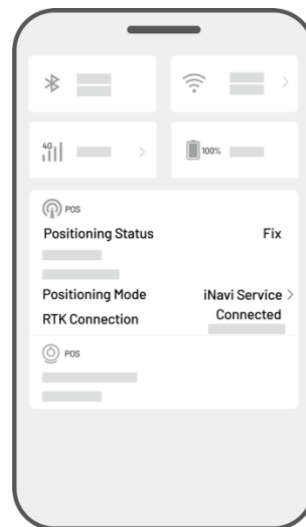 4G
100%
POS
Positioning Status Fix
Positioning Mode iNavi Service >
RTK Connection Connected
POS